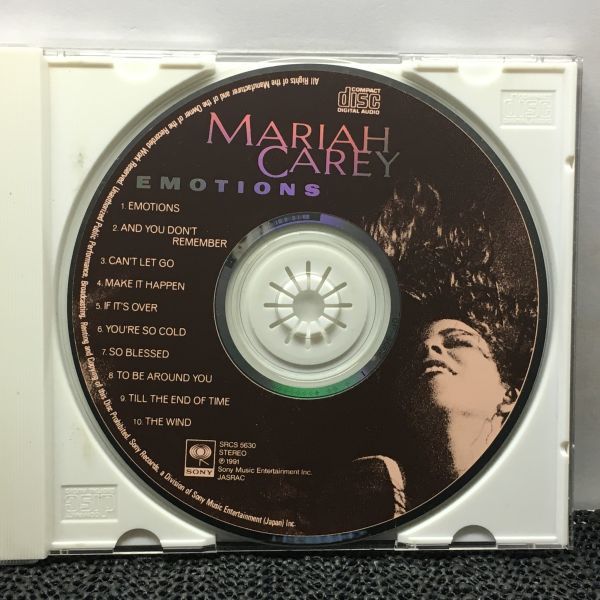 COMPACT
disc
DIGITAL AUDIO
MARIAH
CAREY
EMOTIONS
1. EMOTIONS
2. AND YOU DON'T
REMEMBER
3. CAN'T LET GO
4. MAKE IT HAPPEN
5. IF IT'S OVER
6. YOU'RE SO COLD
7. SO BLESSED
8. TO BE AROUND YOU
9. TILL THE END OF TIME
10. THE WIND
SONY
SRCS 5630
STEREO
℗ 1991
Sony Music Entertainment Inc.
JASRAC
All Rights of the Manufacturer and of the Owner of the Recorded Work Reserved. Unauthorized Public Performance, Broadcasting, Renting and Copying of this Disc Prohibited. Sony Records, a Division of Sony Music Entertainment (Japan) Inc.